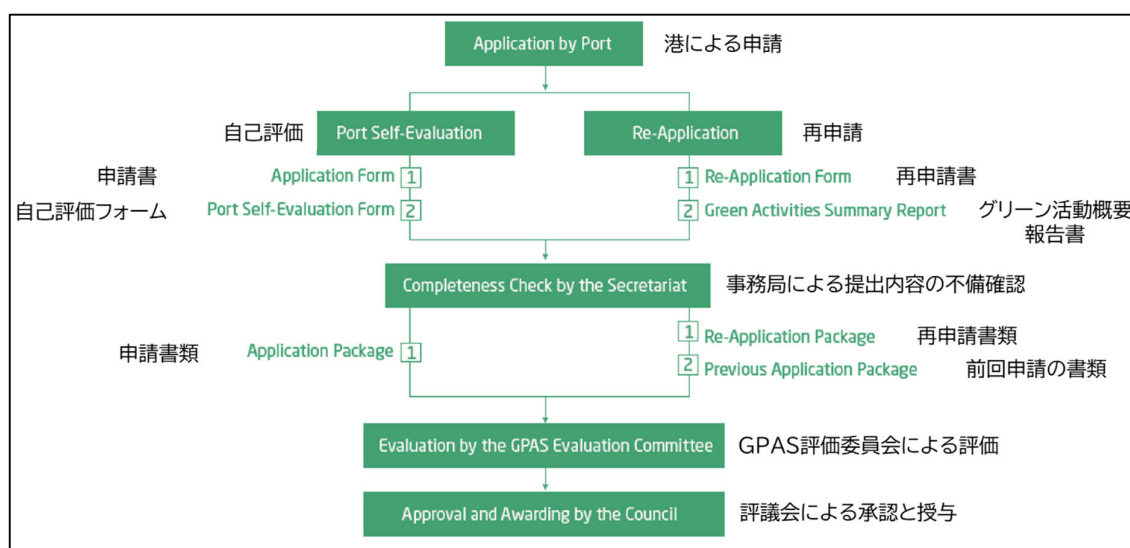 Application by Port 港による申請
自己評価 Port Self-Evaluation Re-Application 再申請
申請書 Application Form 1 1 Re-Application Form 再申請書
自己評価フォーム Port Self-Evaluation Form 2 2 Green Activities Summary Report グリーン活動概要
報告書
Completeness Check by the Secretariat 事務局による提出内容の不備確認
1 Re-Application Package 再申請書類
申請書類 Application Package 1
2 Previous Application Package 前回申請の書類
Evaluation by the GPAS Evaluation Committee GPAS評価委員会による評価
Approval and Awarding by the Council 評議会による承認と授与